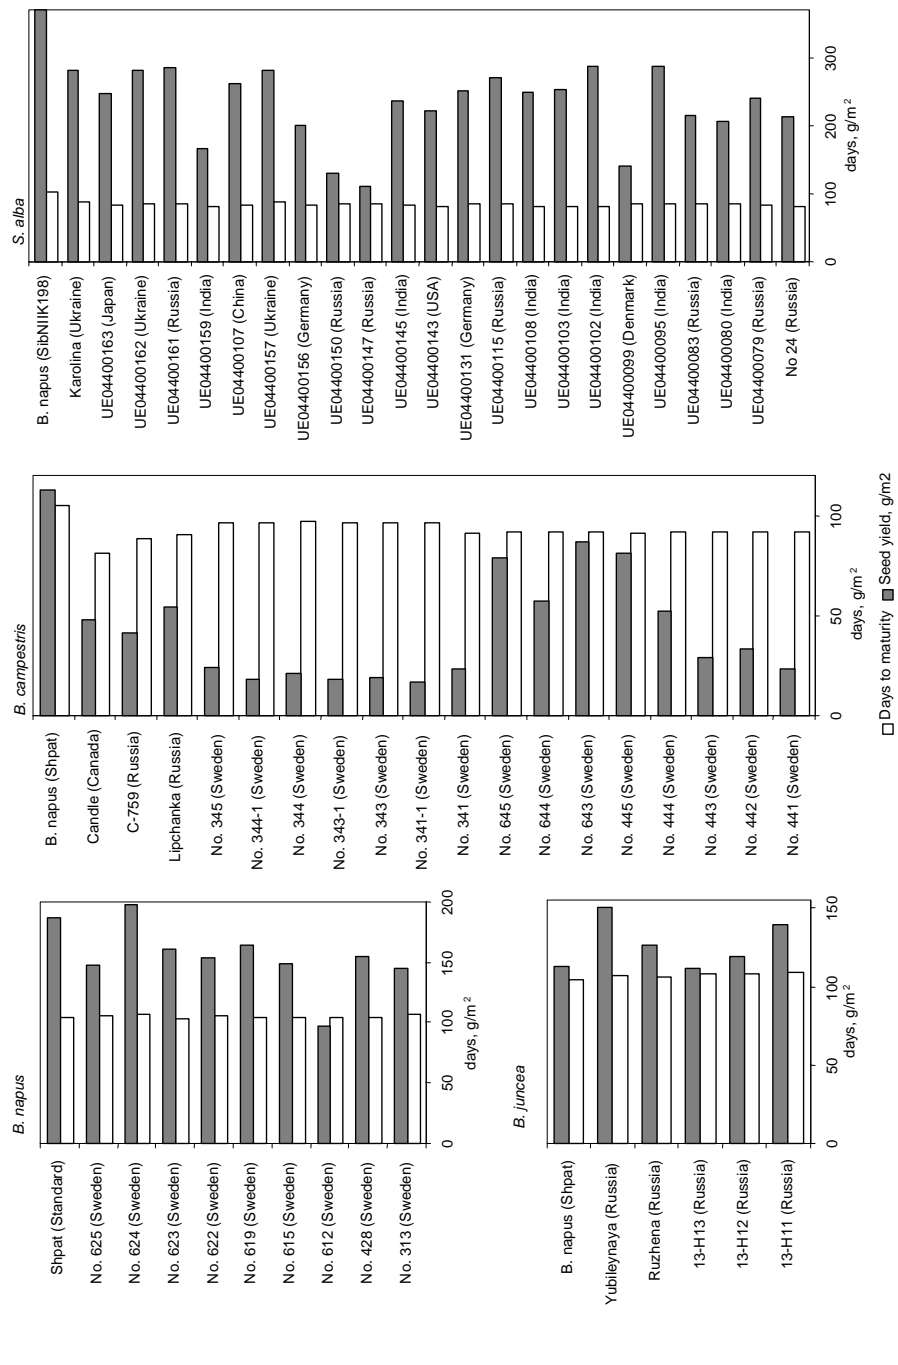 B. napus
Shpat (Standard)
No. 625 (Sweden)
No. 624 (Sweden)
No. 623 (Sweden)
No. 622 (Sweden)
No. 619 (Sweden)
No. 615 (Sweden)
No. 612 (Sweden)
No. 428 (Sweden)
No. 313 (Sweden)
0 50 100 150 200
days, g/m²
B. campestris
B. napus (Shpat)
Candle (Canada)
C-759 (Russia)
Lipchanka (Russia)
No. 345 (Sweden)
No. 344-1 (Sweden)
No. 344 (Sweden)
No. 343-1 (Sweden)
No. 343 (Sweden)
No. 341-1 (Sweden)
No. 341 (Sweden)
No. 645 (Sweden)
No. 644 (Sweden)
No. 643 (Sweden)
No. 445 (Sweden)
No. 444 (Sweden)
No. 443 (Sweden)
No. 442 (Sweden)
No. 441 (Sweden)
0 50 100
days, g/m²
S. alba
B. napus (SibNIIK198)
Karolina (Ukraine)
UE04400163 (Japan)
UE04400162 (Ukraine)
UE04400161 (Russia)
UE04400159 (India)
UE04400107 (China)
UE04400157 (Ukraine)
UE04400156 (Germany)
UE04400150 (Russia)
UE04400147 (Russia)
UE04400145 (India)
UE04400143 (USA)
UE04400131 (Germany)
UE04400115 (Russia)
UE04400108 (India)
UE04400103 (India)
UE04400102 (India)
UE04400099 (Denmark)
UE04400095 (India)
UE04400083 (Russia)
UE04400080 (India)
UE04400079 (Russia)
No 24 (Russia)
0 100 200 300
days, g/m²
B. juncea
B. napus (Shpat)
Yubileynaya (Russia)
Ruzhena (Russia)
13-H13 (Russia)
13-H12 (Russia)
13-H11 (Russia)
0 50 100 150
days, g/m²
Days to maturity Seed yield, g/m2